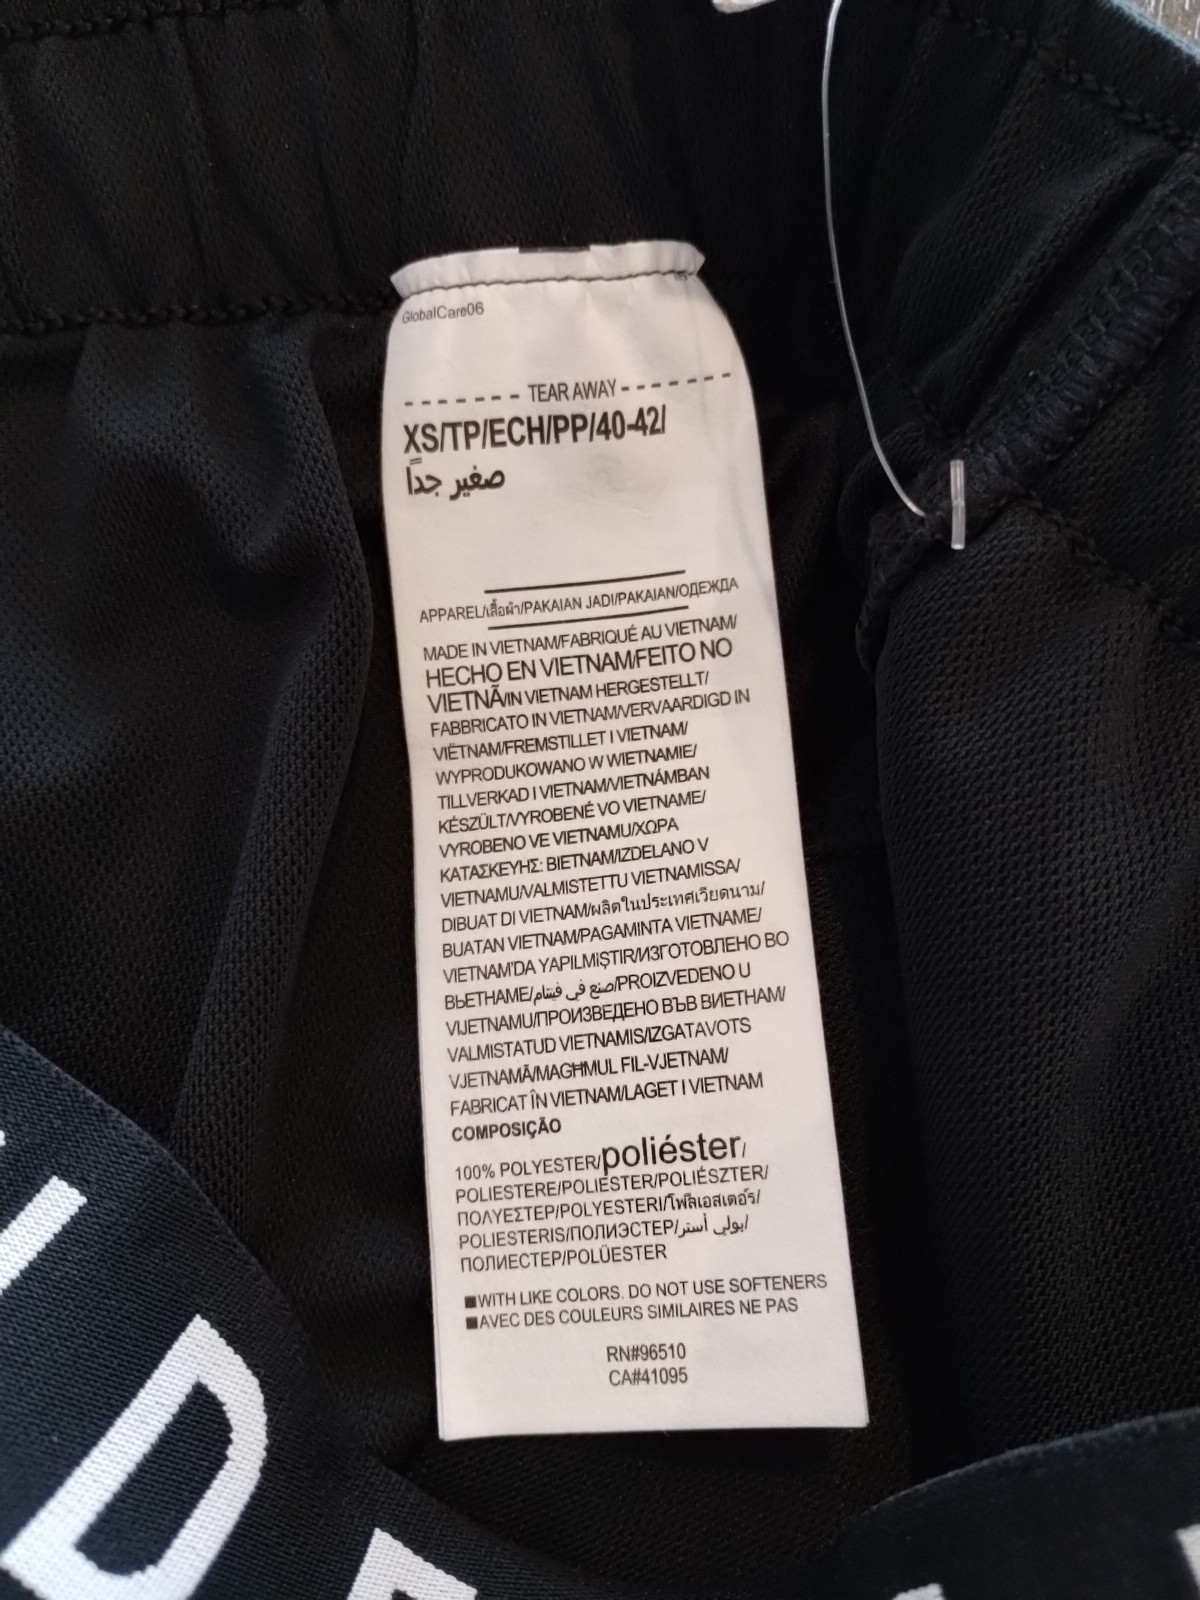 GlobalCare06
TEAR AWAY
XS/TP/ECH/PP/40-42/
صغير جداً
APPAREL/เสื้อผ้า/PAKAIAN JADI/PAKAIAN/ОДЕЖДА
MADE IN VIETNAM/FABRIQUÉ AU VIETNAM/
HECHO EN VIETNAM/FEITO NO
VIETNÃ/IN VIETNAM HERGESTELLT/
FABBRICATO IN VIETNAM/VERVAARDIGD IN
VIËTNAM/FREMSTILLET I VIETNAM/
WYPRODUKOWANO W WIETNAMIE/
TILLVERKAD I VIETNAM/VIETNÁMBAN
KÉSZÜLT/VYROBENÉ VO VIETNAME/
VYROBENO VE VIETNAMU/ΧΩΡΑ
ΚΑΤΑΣΚΕΥΗΣ: ΒΙΕΤΝΑΜ/IZDELANO V
VIETNAMU/VALMISTETTU VIETNAMISSA/
DIBUAT DI VIETNAM/ผลิตในประเทศเวียดนาม/
BUATAN VIETNAM/PAGAMINTA VIETNAME/
VIETNAM'DA YAPILMIŞTIR/ИЗГОТОВЛЕНО ВО
ВЬЕТНАМЕ/صنع في فيتنام/PROIZVEDENO U
VIJETNAMU/ПРОИЗВЕДЕНО ВЪВ ВИЕТНАМ/
VALMISTATUD VIETNAMIS/IZGATAVOTS
VJETNAMĀ/MAGĦMUL FIL-VJETNAM/
FABRICAT ÎN VIETNAM/LAGET I VIETNAM
COMPOSIÇÃO
100% POLYESTER/poliéster/
POLIESTERE/POLIESTER/POLIÉSZTER/
ΠΟΛΥΕΣΤΕΡ/POLYESTERI/โพลีเอสเตอร์/
POLIESTERIS/ПОЛИЭСТЕР/بولي أستر/
ПОЛИЕСТЕР/POLÜESTER
■WITH LIKE COLORS. DO NOT USE SOFTENERS
■AVEC DES COULEURS SIMILAIRES NE PAS
RN#96510
CA#41095
D